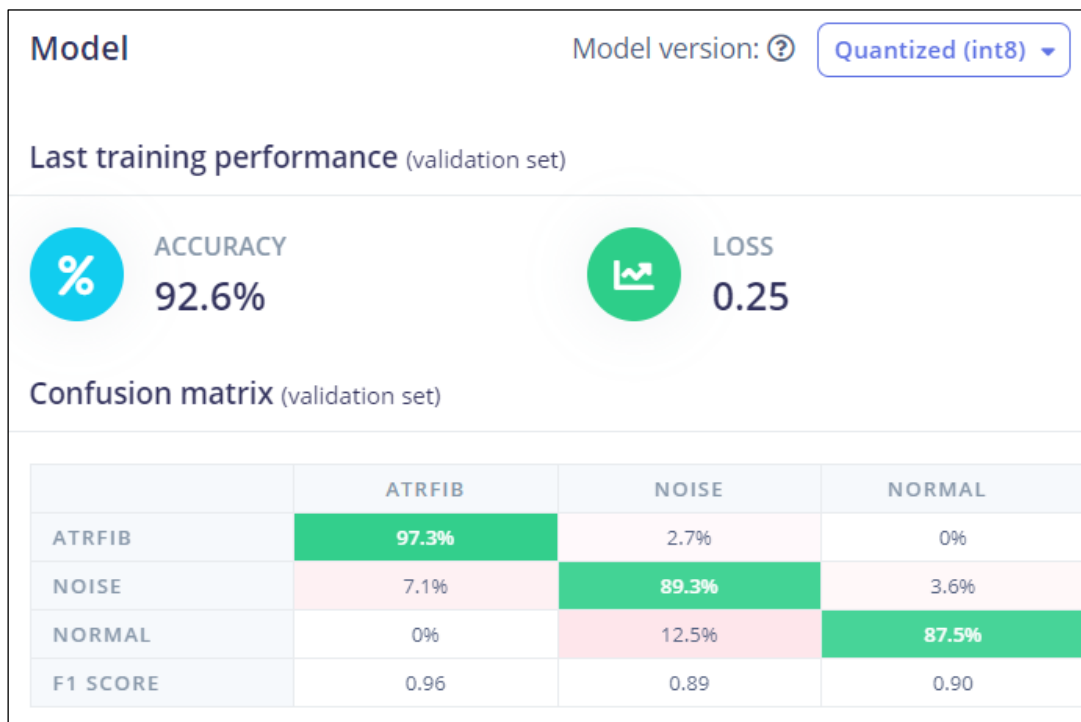 Model
Model version: Quantized (int8)
Last training performance (validation set)
% ACCURACY
92.6%
LOSS
0.25
Confusion matrix (validation set)
ATRFIB NOISE NORMAL
ATRFIB 97.3% 2.7% 0%
NOISE 7.1% 89.3% 3.6%
NORMAL 0% 12.5% 87.5%
F1 SCORE 0.96 0.89 0.90